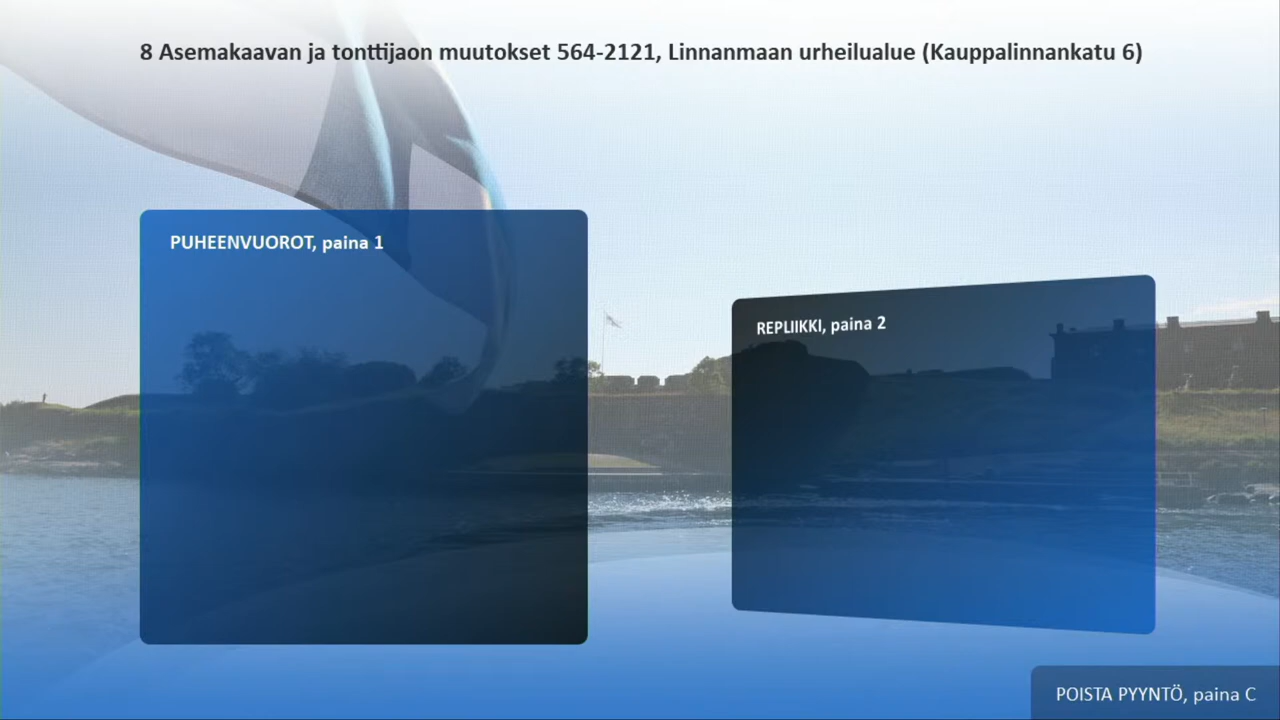 8 Asemakaavan ja tonttijaon muutokset 564-2121, Linnanmaan urheilualue (Kauppalinnankatu 6)
PUHEENVUOROT, paina 1
REPLIIKKI, paina 2
POISTA PYYNTÖ, paina C